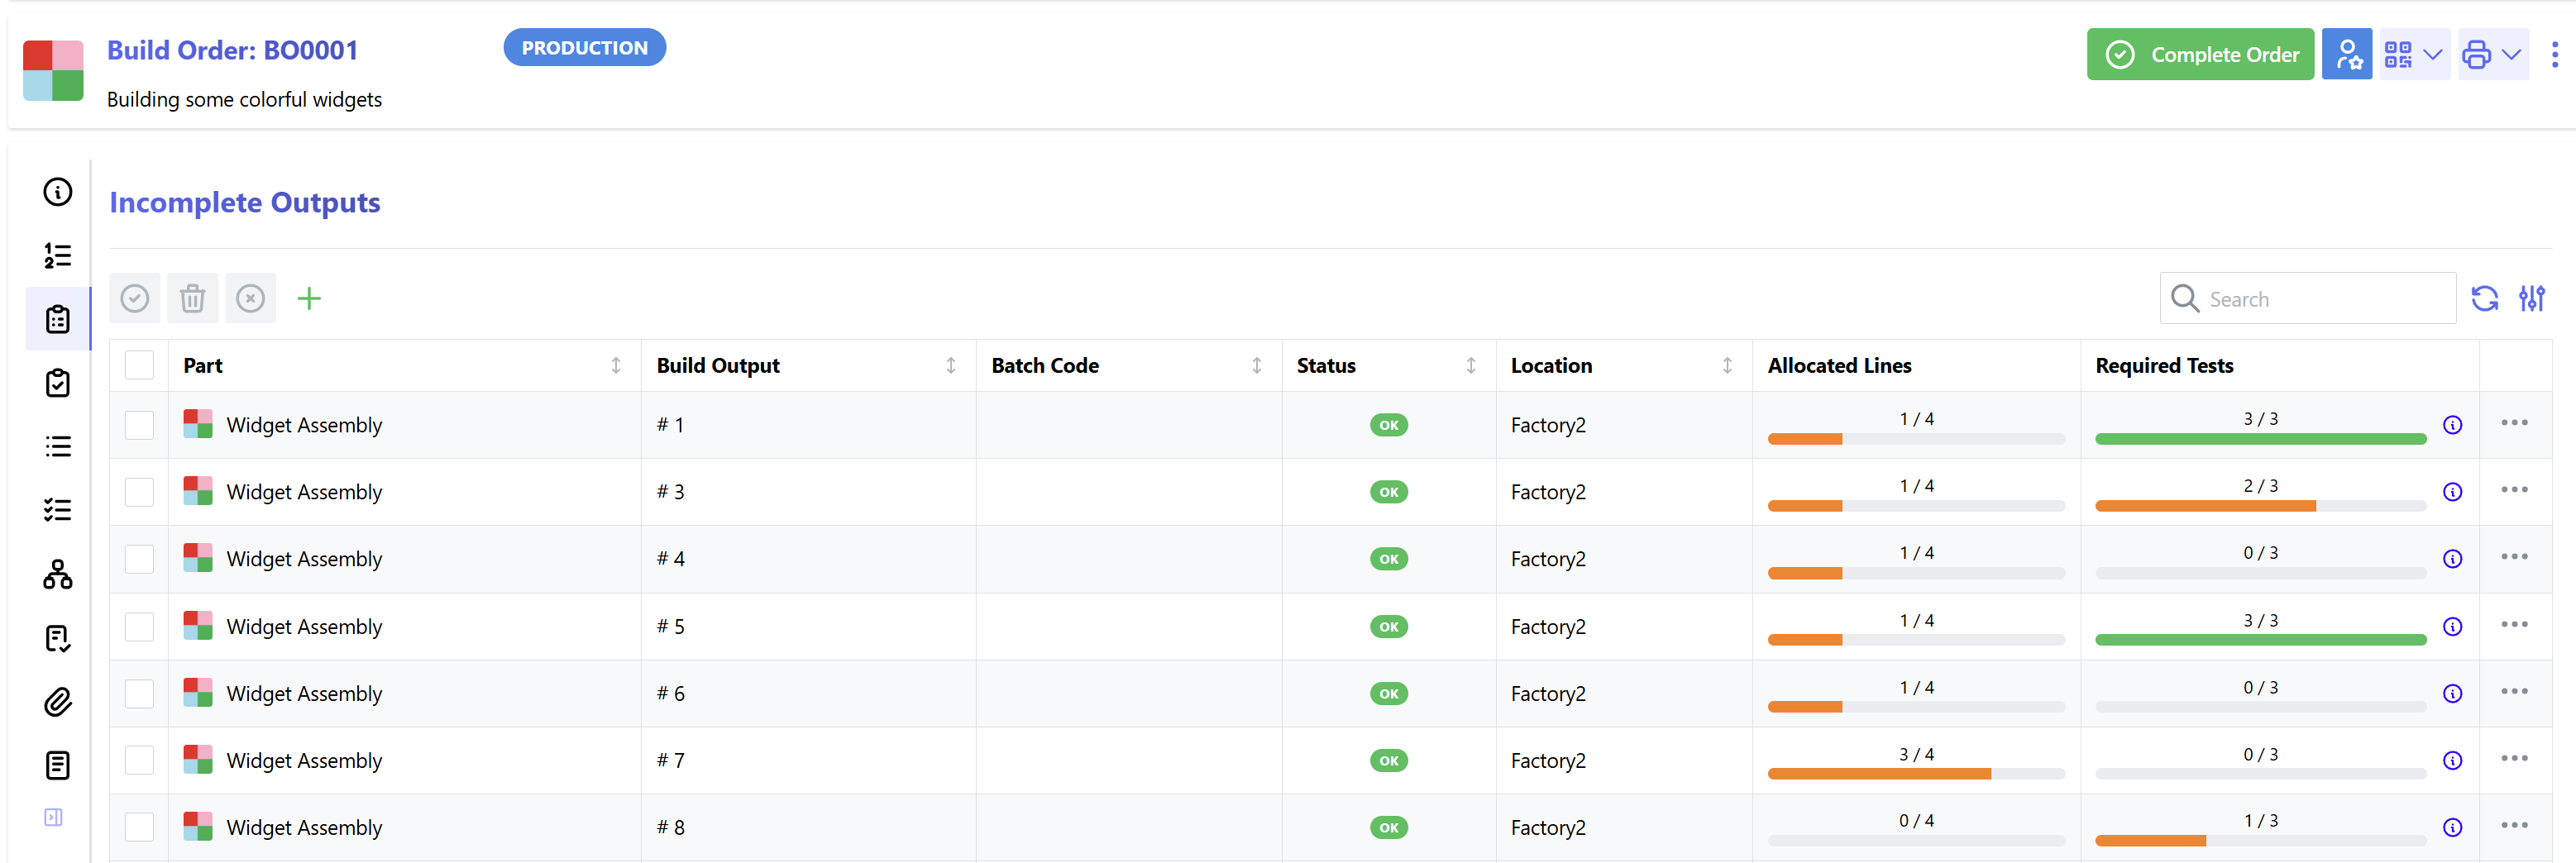 Build Order: BO0001
PRODUCTION
Complete Order
Building some colorful widgets
Incomplete Outputs
Search
Part Build Output Batch Code Status Location Allocated Lines Required Tests
Widget Assembly # 1 OK Factory2 1 / 4 3 / 3
Widget Assembly # 3 OK Factory2 1 / 4 2 / 3
Widget Assembly # 4 OK Factory2 1 / 4 0 / 3
Widget Assembly # 5 OK Factory2 1 / 4 3 / 3
Widget Assembly # 6 OK Factory2 1 / 4 0 / 3
Widget Assembly # 7 OK Factory2 3 / 4 0 / 3
Widget Assembly # 8 OK Factory2 0 / 4 1 / 3